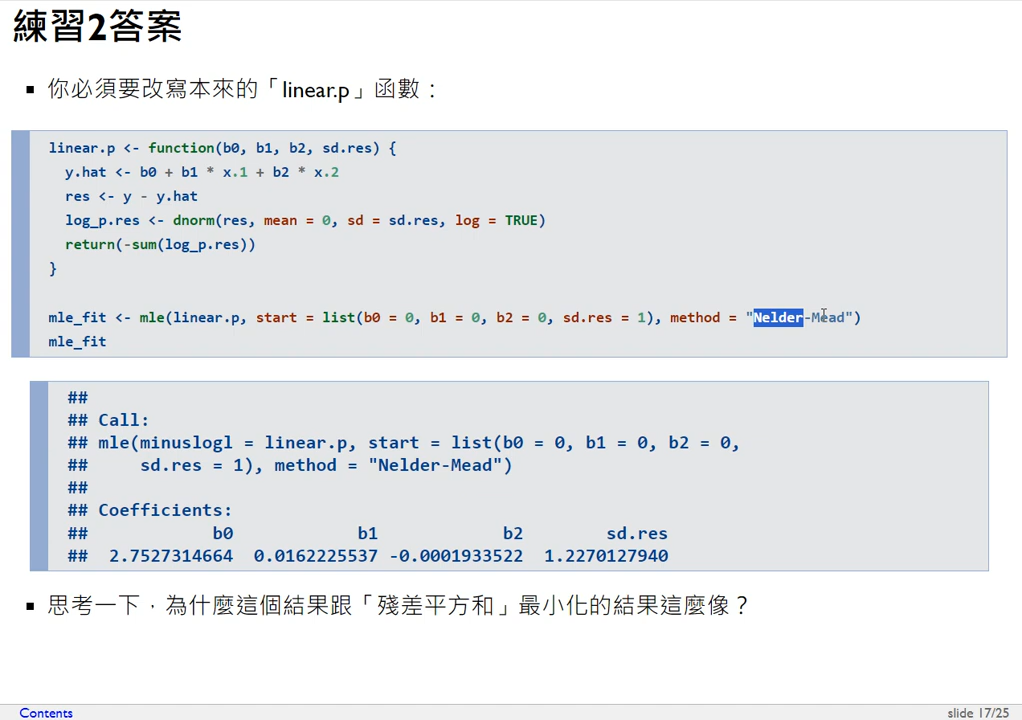 練習2答案
▪ 你必須要改寫本來的「linear.p」函數：
linear.p <- function(b0, b1, b2, sd.res) {
  y.hat <- b0 + b1 * x.1 + b2 * x.2
  res <- y - y.hat
  log_p.res <- dnorm(res, mean = 0, sd = sd.res, log = TRUE)
  return(-sum(log_p.res))
}
mle_fit <- mle(linear.p, start = list(b0 = 0, b1 = 0, b2 = 0, sd.res = 1), method = "Nelder-Mead")
mle_fit
##
## Call:
## mle(minuslogl = linear.p, start = list(b0 = 0, b1 = 0, b2 = 0,
##     sd.res = 1), method = "Nelder-Mead")
##
## Coefficients:
##            b0            b1            b2        sd.res
##  2.7527314664  0.0162225537 -0.0001933522  1.2270127940
▪ 思考一下，為什麼這個結果跟「殘差平方和」最小化的結果這麼像？
Contents
slide 17/25